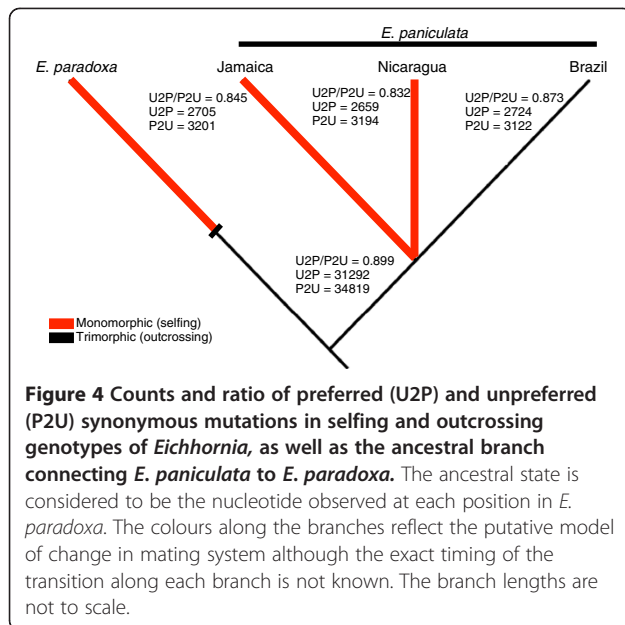 E. paniculata
E. paradoxa Jamaica Nicaragua Brazil
U2P/P2U = 0.845
U2P = 2705
P2U = 3201
U2P/P2U = 0.832
U2P = 2659
P2U = 3194
U2P/P2U = 0.873
U2P = 2724
P2U = 3122
U2P/P2U = 0.899
U2P = 31292
P2U = 34819
Monomorphic (selfing)
Trimorphic (outcrossing)
Figure 4 Counts and ratio of preferred (U2P) and unpreferred
(P2U) synonymous mutations in selfing and outcrossing
genotypes of Eichhornia, as well as the ancestral branch
connecting E. paniculata to E. paradoxa. The ancestral state is
considered to be the nucleotide observed at each position in E.
paradoxa. The colours along the branches reflect the putative model
of change in mating system although the exact timing of the
transition along each branch is not known. The branch lengths are
not to scale.